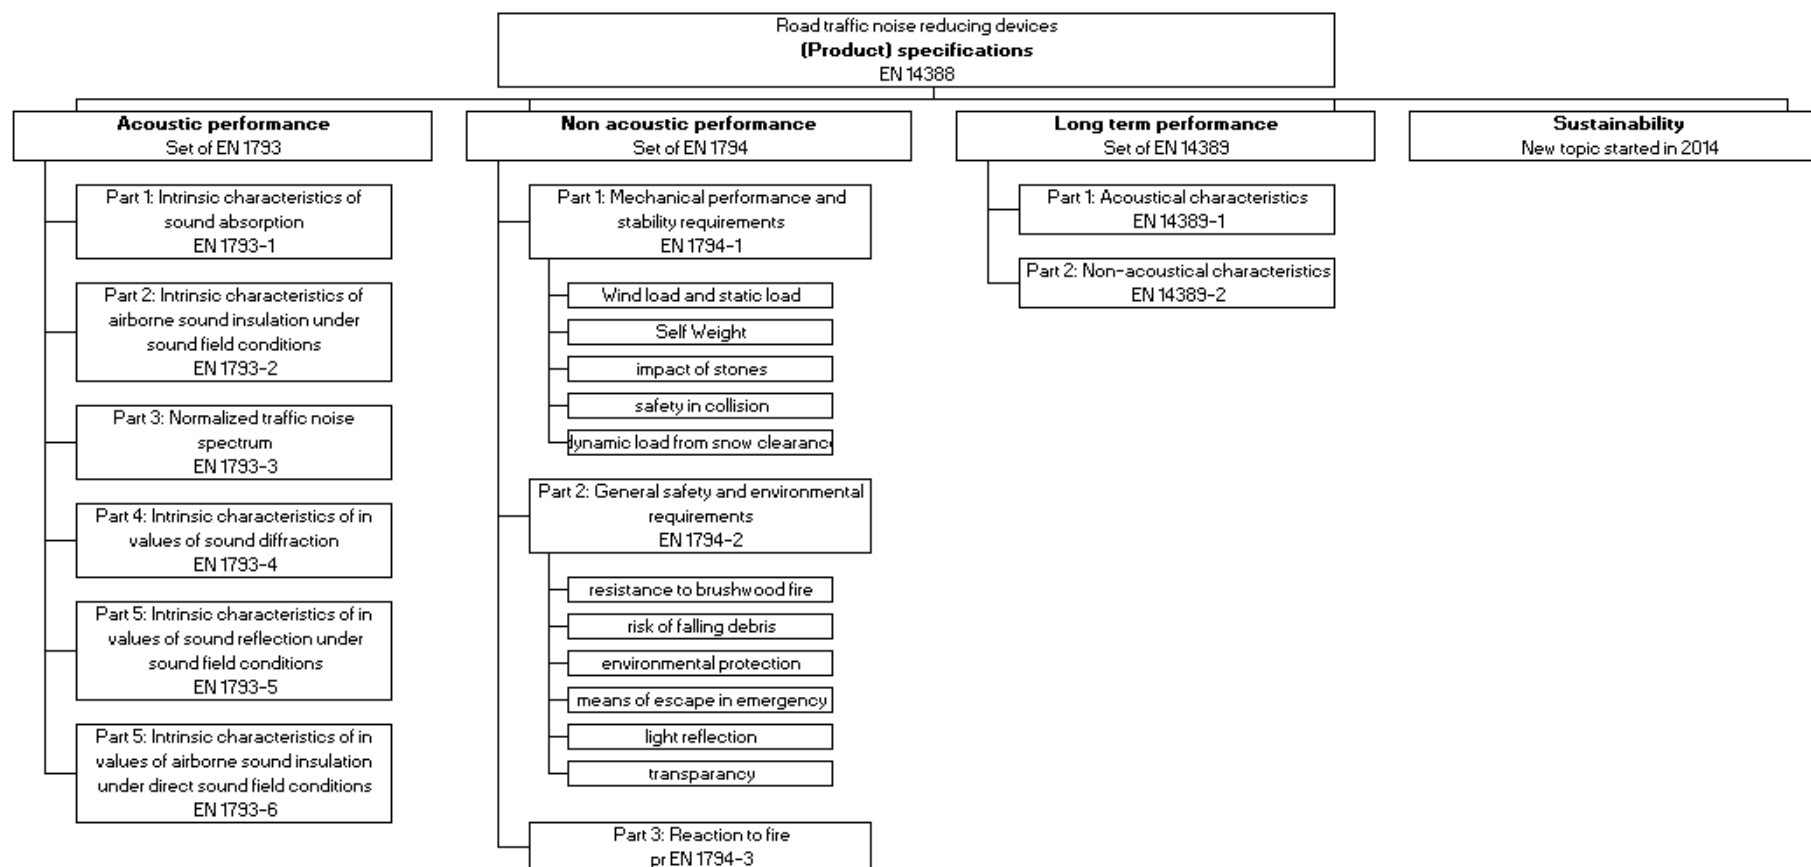 Road traffic noise reducing devices
(Product) specifications
EN 14388
Acoustic performance
Set of EN 1793
Part 1: Intrinsic characteristics of
sound absorption
EN 1793-1
Part 2: Intrinsic characteristics of
airborne sound insulation under
sound field conditions
EN 1793-2
Part 3: Normalized traffic noise
spectrum
EN 1793-3
Part 4: Intrinsic characteristics of in
values of sound diffraction
EN 1793-4
Part 5: Intrinsic characteristics of in
values of sound reflection under
sound field conditions
EN 1793-5
Part 5: Intrinsic characteristics of in
values of airborne sound insulation
under direct sound field conditions
EN 1793-6
Non acoustic performance
Set of EN 1794
Part 1: Mechanical performance and
stability requirements
EN 1794-1
Wind load and static load
Self Weight
impact of stones
safety in collision
dynamic load from snow clearance
Part 2: General safety and environmental
requirements
EN 1794-2
resistance to brushwood fire
risk of falling debris
environmental protection
means of escape in emergency
light reflection
transparancy
Part 3: Reaction to fire
pr EN 1794-3
Long term performance
Set of EN 14389
Part 1: Acoustical characteristics
EN 14389-1
Part 2: Non-acoustical characteristics
EN 14389-2
Sustainability
New topic started in 2014